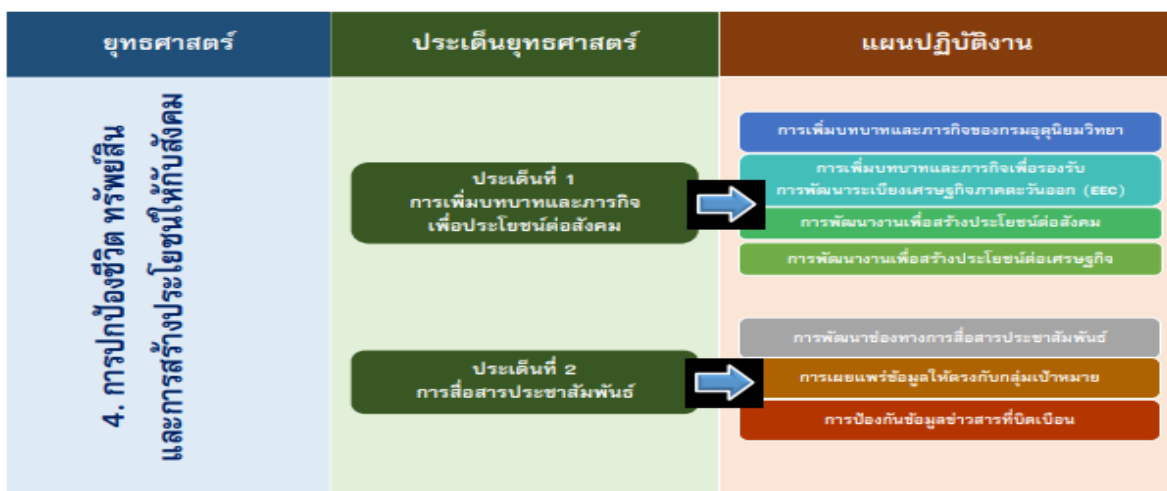 ยุทธศาสตร์
ประเด็นยุทธศาสตร์
แผนปฏิบัติงาน
4. การปกป้องชีวิต ทรัพย์สิน
และการสร้างประโยชน์ให้กับสังคม
ประเด็นที่ 1
การเพิ่มบทบาทและภารกิจ
เพื่อประโยชน์ต่อสังคม
การเพิ่มบทบาทและภารกิจของกรมอุตุนิยมวิทยา
การเพิ่มบทบาทและภารกิจเพื่อรองรับ
การพัฒนาระเบียงเศรษฐกิจภาคตะวันออก (EEC)
การพัฒนางานเพื่อสร้างประโยชน์ต่อสังคม
การพัฒนางานเพื่อสร้างประโยชน์ต่อเศรษฐกิจ
ประเด็นที่ 2
การสื่อสารประชาสัมพันธ์
การพัฒนาช่องทางการสื่อสารประชาสัมพันธ์
การเผยแพร่ข้อมูลให้ตรงกับกลุ่มเป้าหมาย
การป้องกันข้อมูลข่าวสารที่บิดเบือน